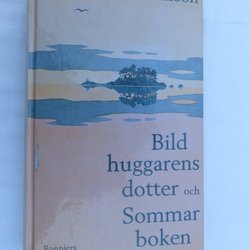 Bild
huggarens
dotter och
Sommar
boken
Bonniers